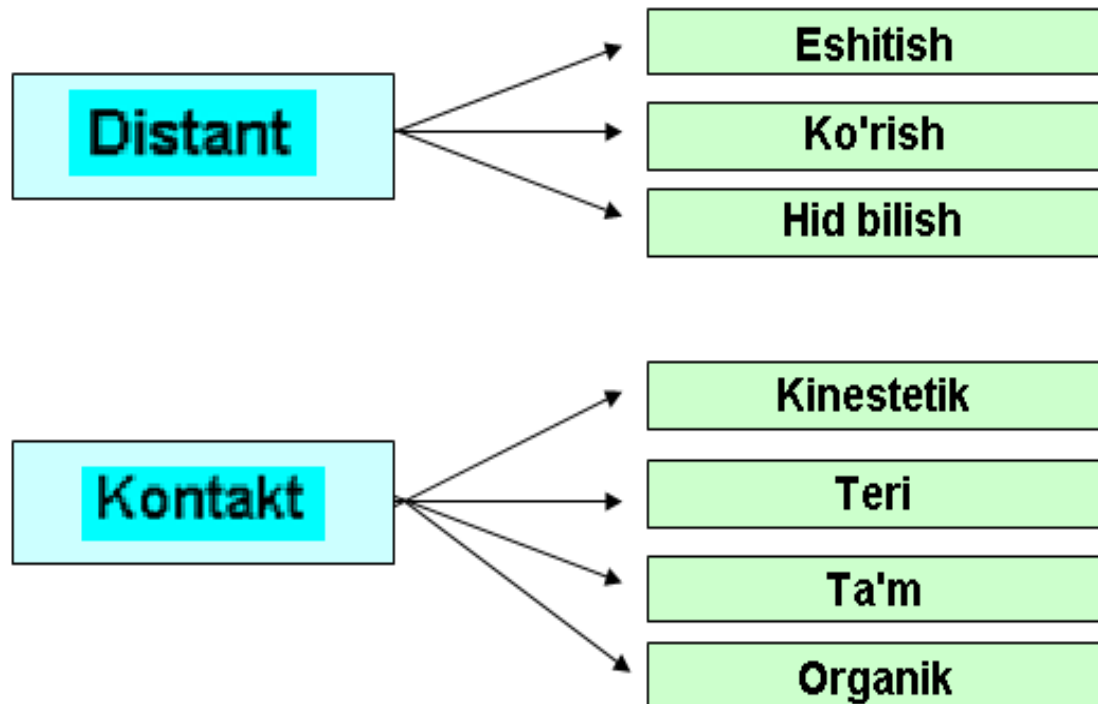 Distant
Eshitish
Ko'rish
Hid bilish
Kontakt
Kinestetik
Teri
Ta'm
Organik